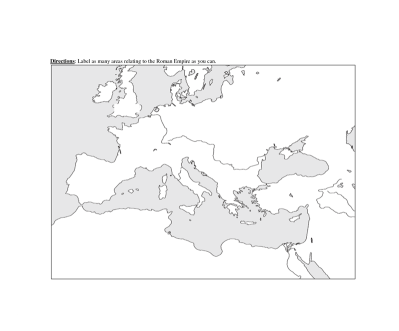 Directions: Label as many areas relating to the Roman Empire as you can.